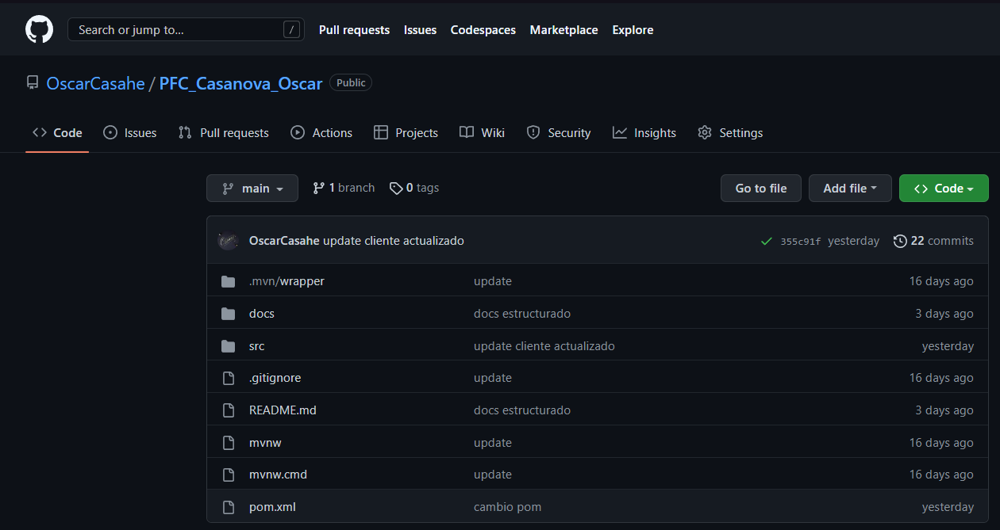 Search or jump to... / Pull requests Issues Codespaces Marketplace Explore
OscarCasahe / PFC_Casanova_Oscar Public
Code Issues Pull requests Actions Projects Wiki Security Insights Settings
main 1 branch 0 tags Go to file Add file Code
OscarCasahe update cliente actualizado 355c91f yesterday 22 commits
.mvn/wrapper update 16 days ago
docs docs estructurado 3 days ago
src update cliente actualizado yesterday
.gitignore update 16 days ago
README.md docs estructurado 3 days ago
mvnw update 16 days ago
mvnw.cmd update 16 days ago
pom.xml cambio pom yesterday